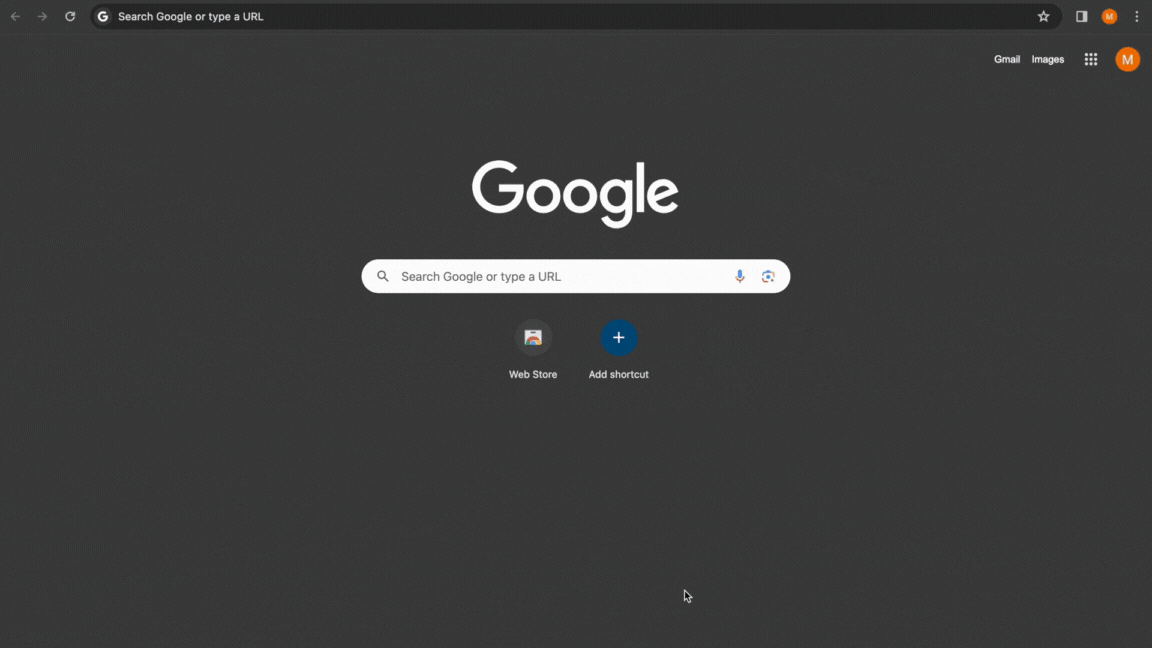 Search Google or type a URL
M
Gmail
Images
M
Google
Search Google or type a URL
Web Store
Add shortcut